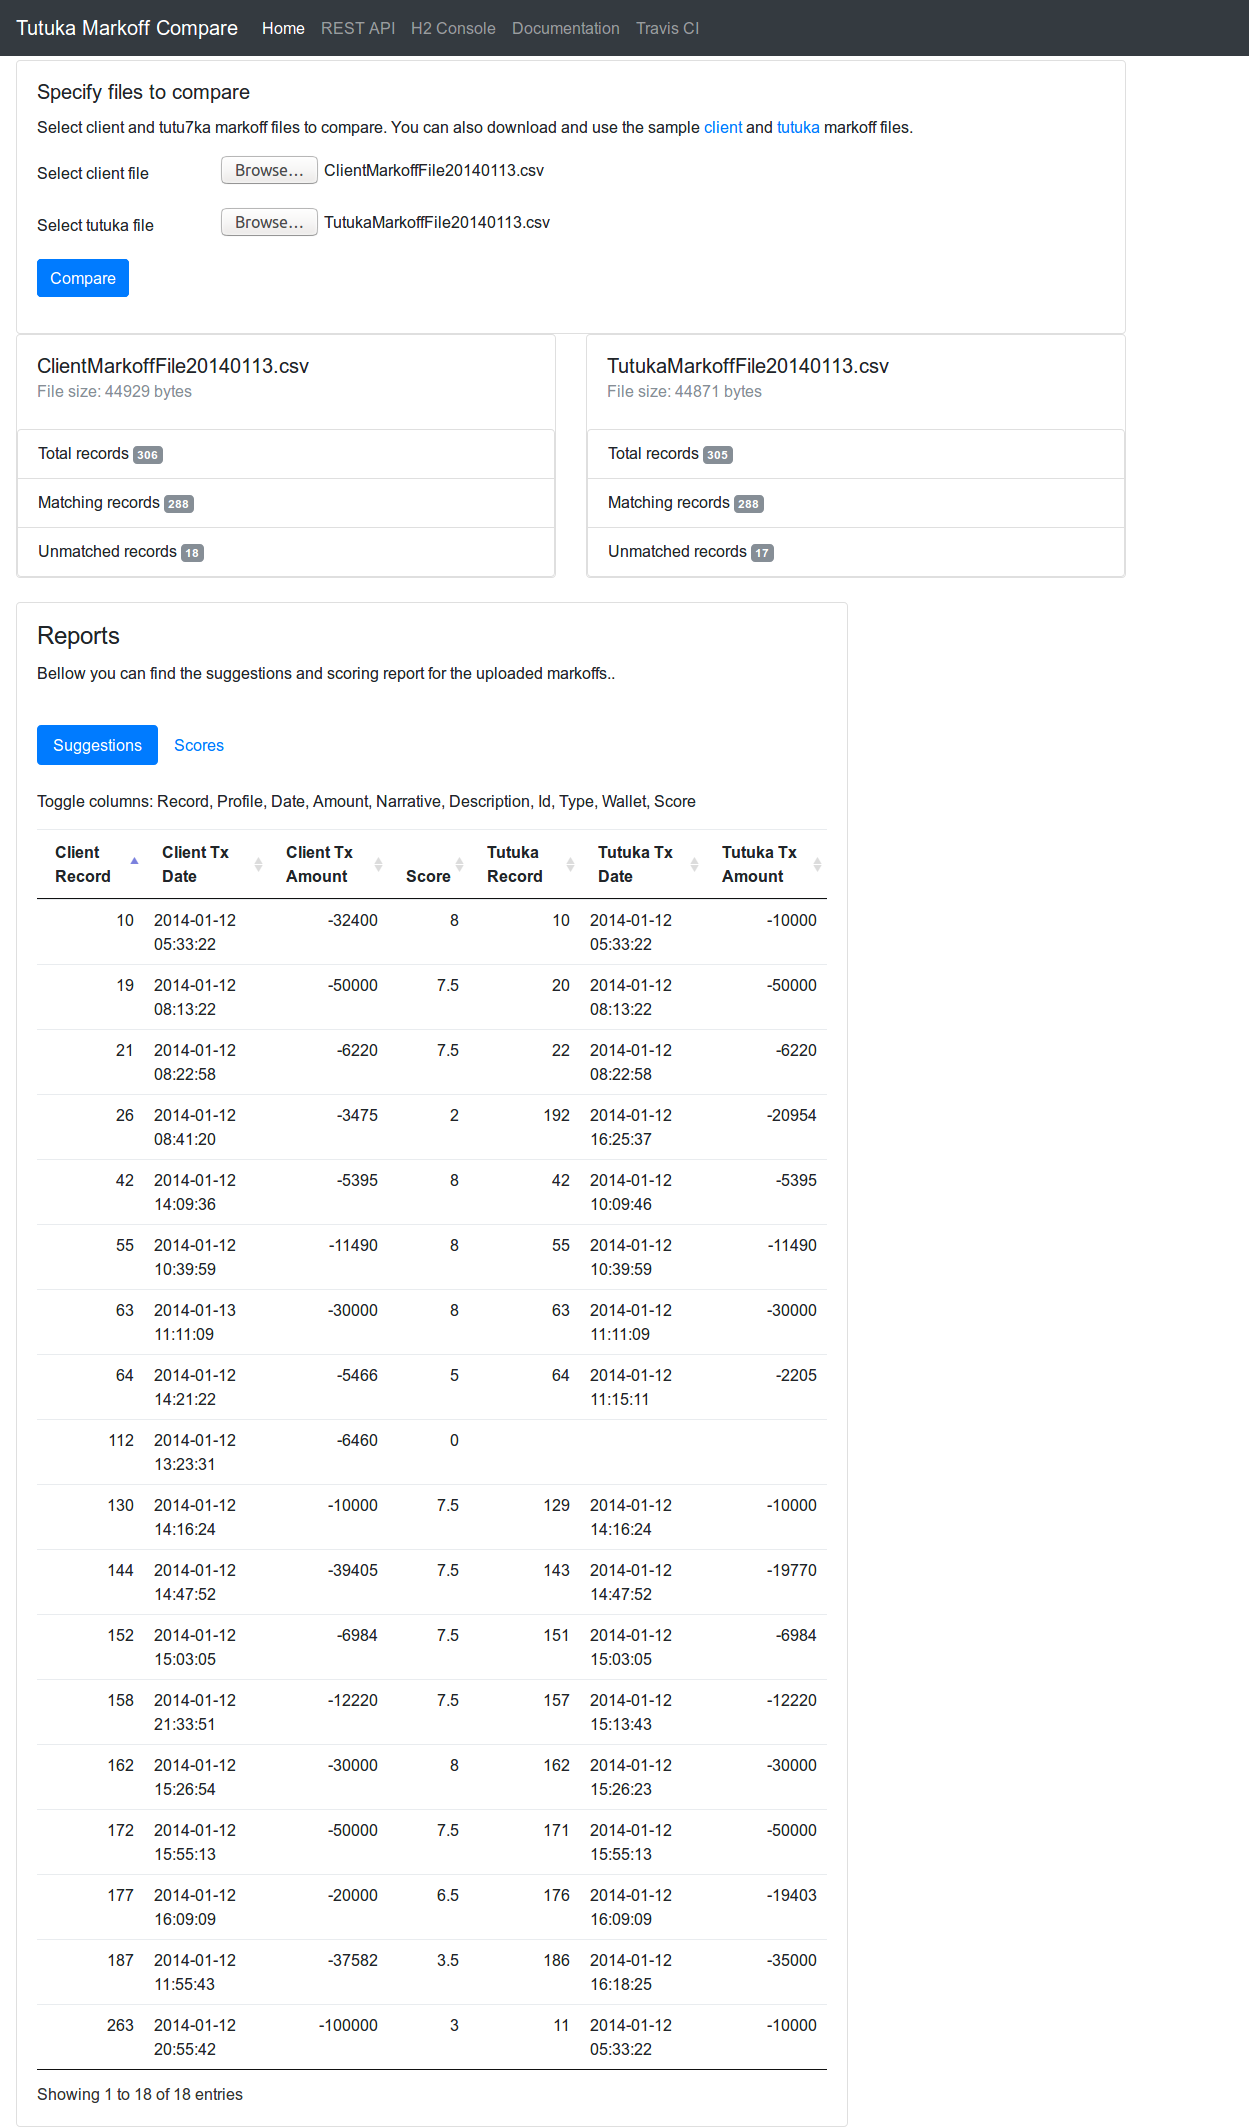 Tutuka Markoff Compare Home REST API H2 Console Documentation Travis CI
Specify files to compare
Select client and tutu7ka markoff files to compare. You can also download and use the sample client and tutuka markoff files.
Select client file Browse... ClientMarkoffFile20140113.csv
Select tutuka file Browse... TutukaMarkoffFile20140113.csv
Compare
ClientMarkoffFile20140113.csv
File size: 44929 bytes
Total records 306
Matching records 288
Unmatched records 18
TutukaMarkoffFile20140113.csv
File size: 44871 bytes
Total records 305
Matching records 288
Unmatched records 17
Reports
Bellow you can find the suggestions and scoring report for the uploaded markoffs..
Suggestions Scores
Toggle columns: Record, Profile, Date, Amount, Narrative, Description, Id, Type, Wallet, Score
Client Client Tx Client Tx Tutuka Tutuka Tx Tutuka Tx
Record Date Amount Score Record Date Amount
10 2014-01-12 -32400 8 10 2014-01-12 -10000
05:33:22 05:33:22
19 2014-01-12 -50000 7.5 20 2014-01-12 -50000
08:13:22 08:13:22
21 2014-01-12 -6220 7.5 22 2014-01-12 -6220
08:22:58 08:22:58
26 2014-01-12 -3475 2 192 2014-01-12 -20954
08:41:20 16:25:37
42 2014-01-12 -5395 8 42 2014-01-12 -5395
14:09:36 10:09:46
55 2014-01-12 -11490 8 55 2014-01-12 -11490
10:39:59 10:39:59
63 2014-01-13 -30000 8 63 2014-01-12 -30000
11:11:09 11:11:09
64 2014-01-12 -5466 5 64 2014-01-12 -2205
14:21:22 11:15:11
112 2014-01-12 -6460 0
13:23:31
130 2014-01-12 -10000 7.5 129 2014-01-12 -10000
14:16:24 14:16:24
144 2014-01-12 -39405 7.5 143 2014-01-12 -19770
14:47:52 14:47:52
152 2014-01-12 -6984 7.5 151 2014-01-12 -6984
15:03:05 15:03:05
158 2014-01-12 -12220 7.5 157 2014-01-12 -12220
21:33:51 15:13:43
162 2014-01-12 -30000 8 162 2014-01-12 -30000
15:26:54 15:26:23
172 2014-01-12 -50000 7.5 171 2014-01-12 -50000
15:55:13 15:55:13
177 2014-01-12 -20000 6.5 176 2014-01-12 -19403
16:09:09 16:09:09
187 2014-01-12 -37582 3.5 186 2014-01-12 -35000
11:55:43 16:18:25
263 2014-01-12 -100000 3 11 2014-01-12 -10000
20:55:42 05:33:22
Showing 1 to 18 of 18 entries